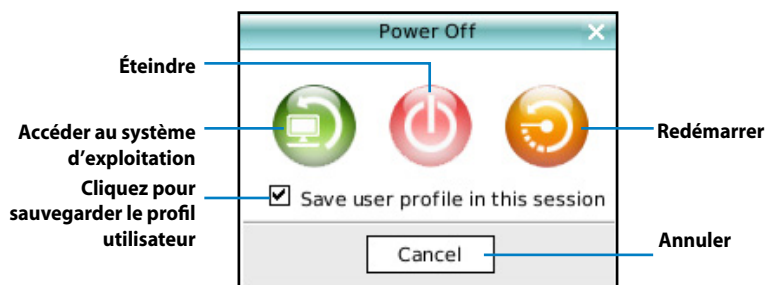 Power Off
Éteindre
Accéder au système
d'exploitation
Redémarrer
Cliquez pour
sauvegarder le profil
utilisateur
Save user profile in this session
Cancel
Annuler